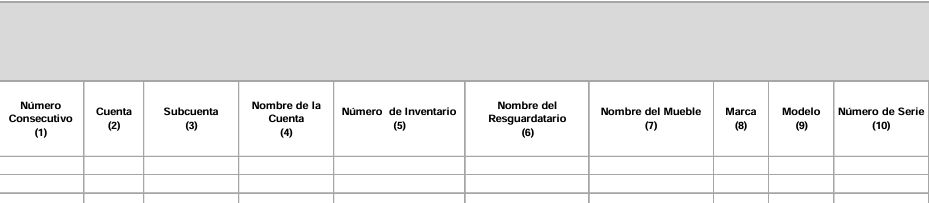 Número Consecutivo (1)
Cuenta (2)
Subcuenta (3)
Nombre de la Cuenta (4)
Número de Inventario (5)
Nombre del Resguardatario (6)
Nombre del Mueble (7)
Marca (8)
Modelo (9)
Número de Serie (10)